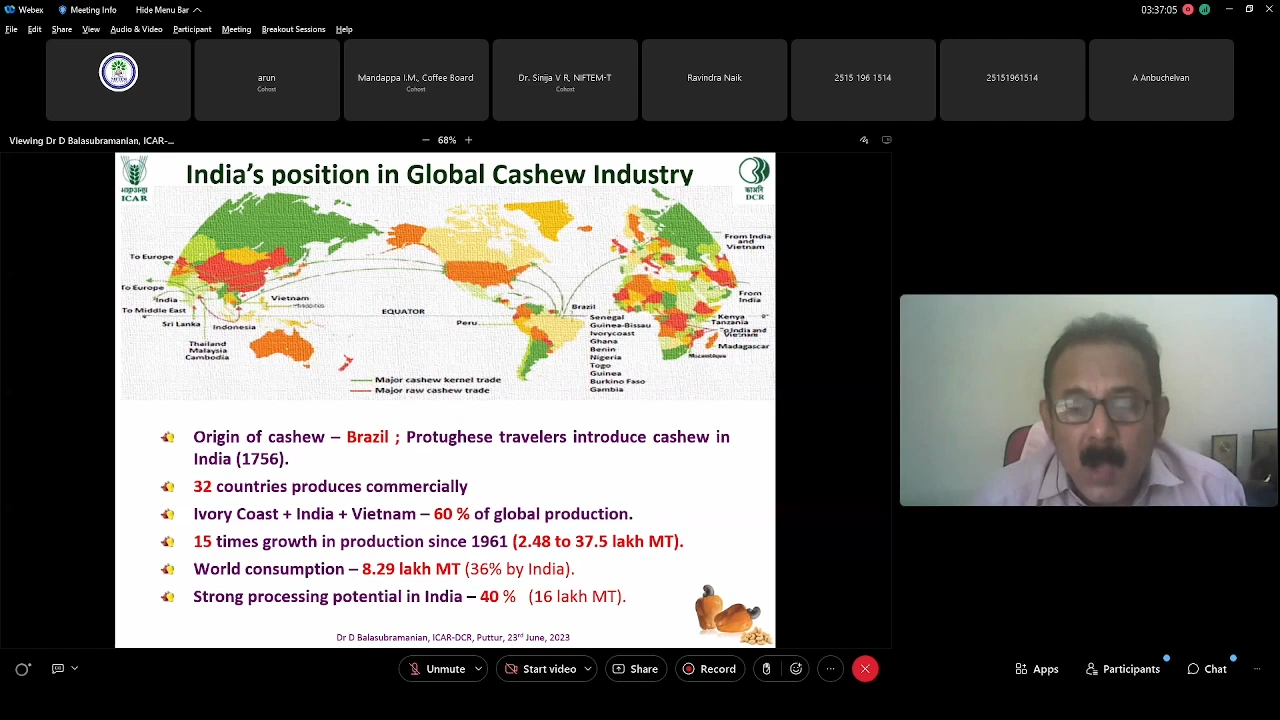 Webex Meeting Info Hide Menu Bar 03:37:05
File Edit Share View Audio & Video Participant Meeting Breakout Sessions Help
arun
Cohost
Mandappa I.M., Coffee Board
Cohost
Dr. Sinija V R, NIFTEM-T
Cohost
Ravindra Naik
2515 196 1514
25151961514
A Anbuchelvan
Viewing Dr D Balasubramanian, ICAR-...
68%
India's position in Global Cashew Industry
ICAR
DCR
To Europe
To Europe
India
To Middle East
Sri Lanka
Indonesia
Vietnam
Thailand
Malaysia
Cambodia
EQUATOR
Peru
Brazil
Senegal
Guinea-Bissau
Ivorycoast
Ghana
Benin
Nigeria
Togo
Guinea
Burkino Faso
Gambia
From India
and
Vietnam
From
India
Kenya
Tanzania
To India and
Vietnam
Madagascar
Mozambique
Major cashew kernel trade
Major raw cashew trade
Origin of cashew – Brazil ; Protughese travelers introduce cashew in
India (1756).
32 countries produces commercially
Ivory Coast + India + Vietnam – 60 % of global production.
15 times growth in production since 1961 (2.48 to 37.5 lakh MT).
World consumption – 8.29 lakh MT (36% by India).
Strong processing potential in India – 40 % (16 lakh MT).
Dr D Balasubramanian, ICAR-DCR, Puttur, 23rd June, 2023
Unmute Start video Share Record Apps Participants Chat